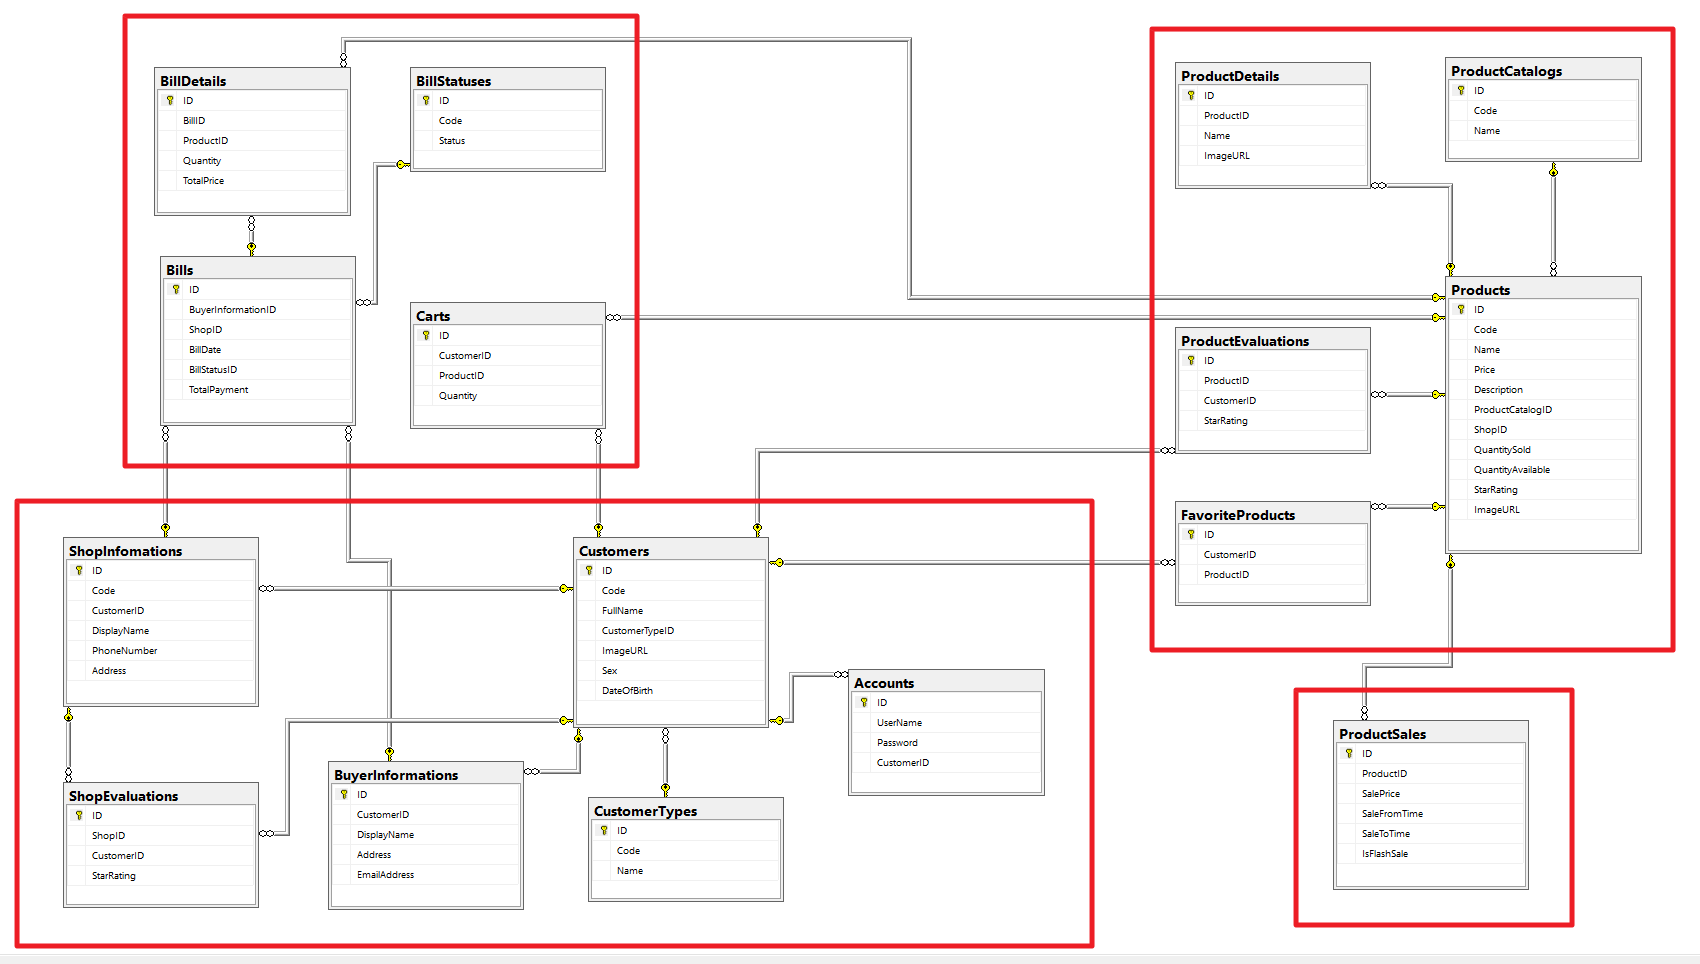 BillDetails
ID
BillID
ProductID
Quantity
TotalPrice
BillStatuses
ID
Code
Status
Bills
ID
BuyerInformationID
ShopID
BillDate
BillStatusID
TotalPayment
Carts
ID
CustomerID
ProductID
Quantity
ProductDetails
ID
ProductID
Name
ImageURL
ProductCatalogs
ID
Code
Name
ProductEvaluations
ID
ProductID
CustomerID
StarRating
Products
ID
Code
Name
Price
Description
ProductCatalogID
ShopID
QuantitySold
QuantityAvailable
StarRating
ImageURL
FavoriteProducts
ID
CustomerID
ProductID
ShopInfomations
ID
Code
CustomerID
DisplayName
PhoneNumber
Address
Customers
ID
Code
FullName
CustomerTypeID
ImageURL
Sex
DateOfBirth
Accounts
ID
UserName
Password
CustomerID
ShopEvaluations
ID
ShopID
CustomerID
StarRating
BuyerInformations
ID
CustomerID
DisplayName
Address
EmailAddress
CustomerTypes
ID
Code
Name
ProductSales
ID
ProductID
SalePrice
SaleFromTime
SaleToTime
IsFlashSale